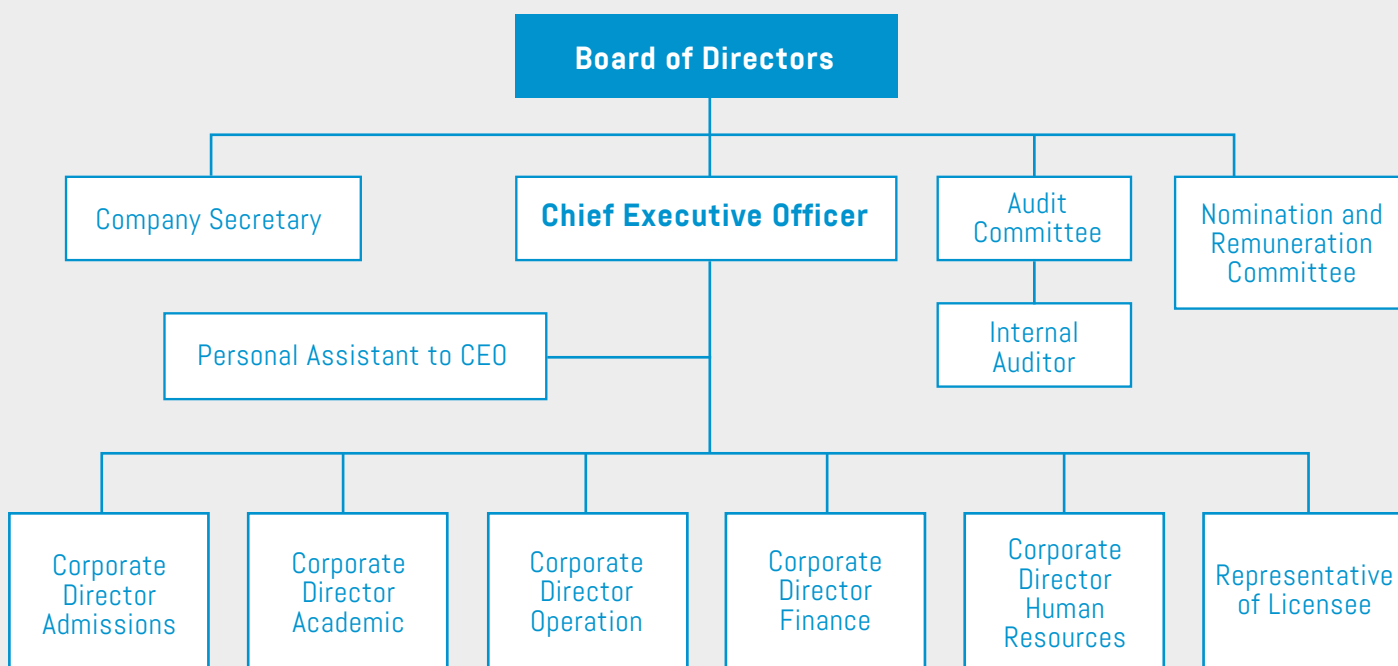 Board of Directors
Company Secretary
Chief Executive Officer
Audit
Committee
Nomination and
Remuneration
Committee
Personal Assistant to CEO
Internal
Auditor
Corporate
Director
Admissions
Corporate
Director
Academic
Corporate
Director
Operation
Corporate
Director
Finance
Corporate
Director
Human
Resources
Representative
of Licensee